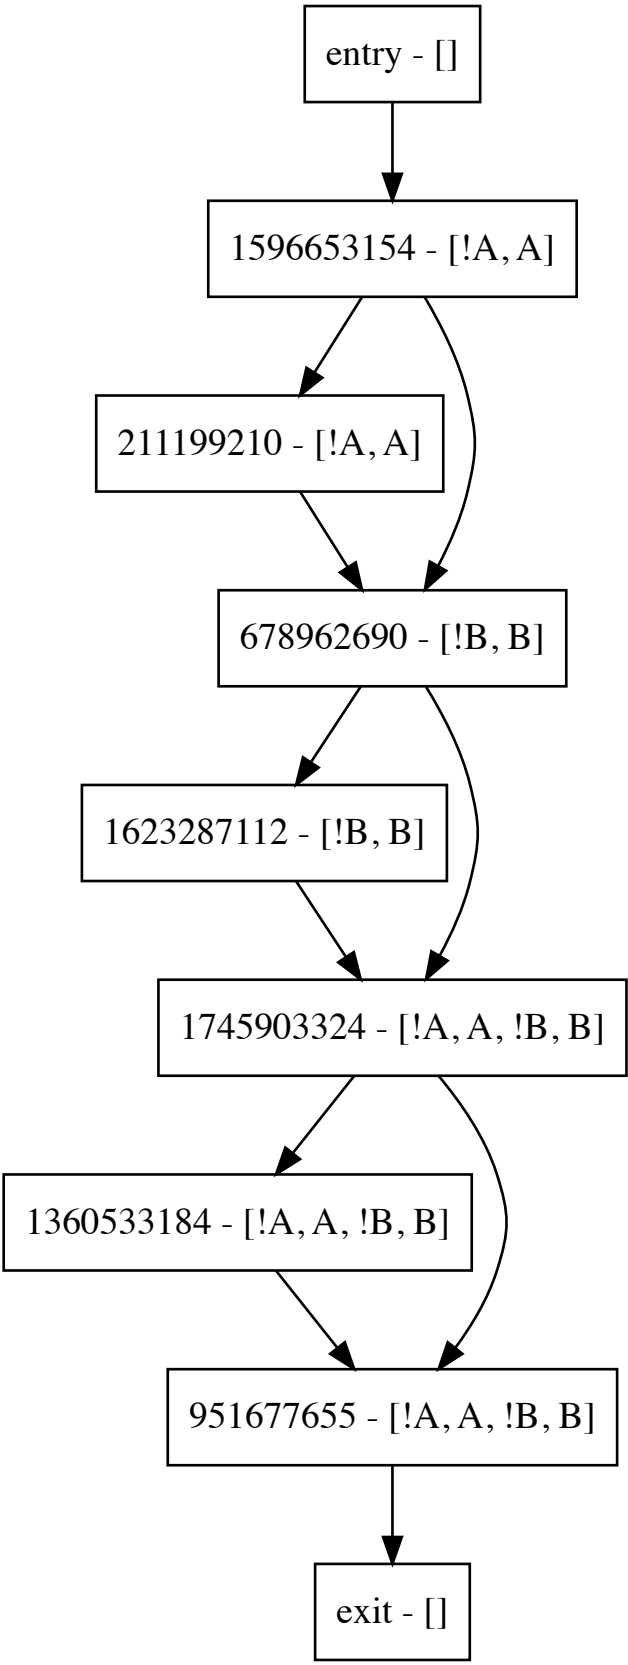 entry - []
1596653154 - [!A, A]
211199210 - [!A, A]
678962690 - [!B, B]
1623287112 - [!B, B]
1745903324 - [!A, A, !B, B]
1360533184 - [!A, A, !B, B]
951677655 - [!A, A, !B, B]
exit - []